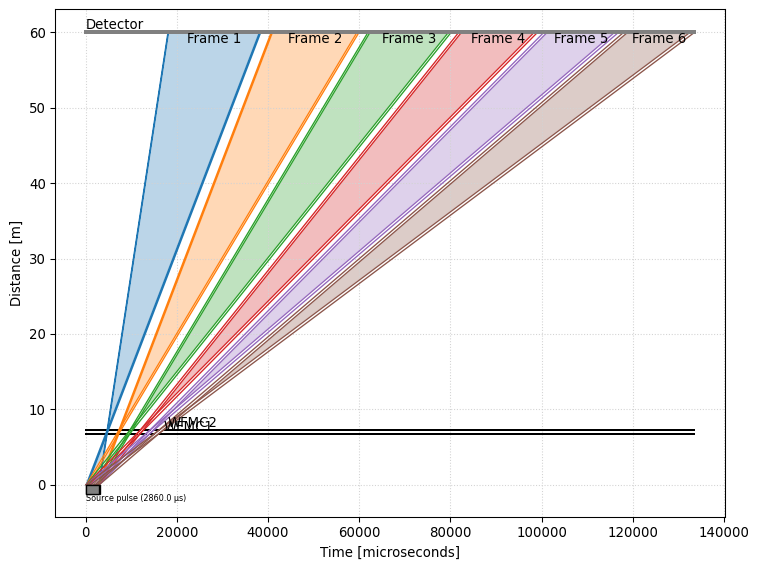 Detector
Frame 1 Frame 2 Frame 3 Frame 4 Frame 5 Frame 6
60
50
40
30
20
10
0
Distance [m]
WFMC2
WFMC1
Source pulse (2860.0 μs)
0 20000 40000 60000 80000 100000 120000 140000
Time [microseconds]